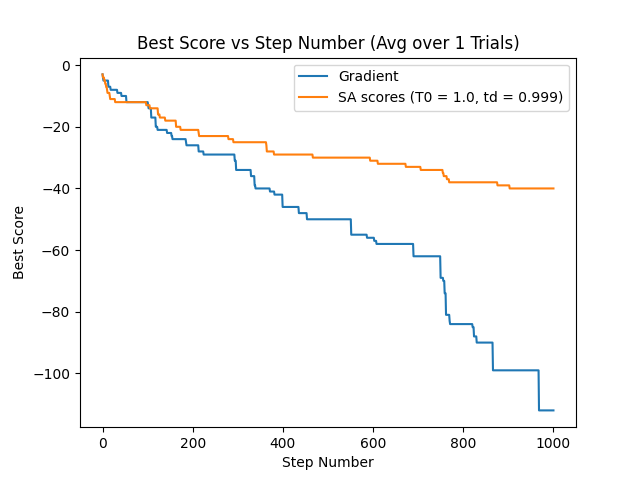 Best Score vs Step Number (Avg over 1 Trials)
Gradient
SA scores (T0 = 1.0, td = 0.999)
Best Score
0
−20
−40
−60
−80
−100
0 200 400 600 800 1000
Step Number